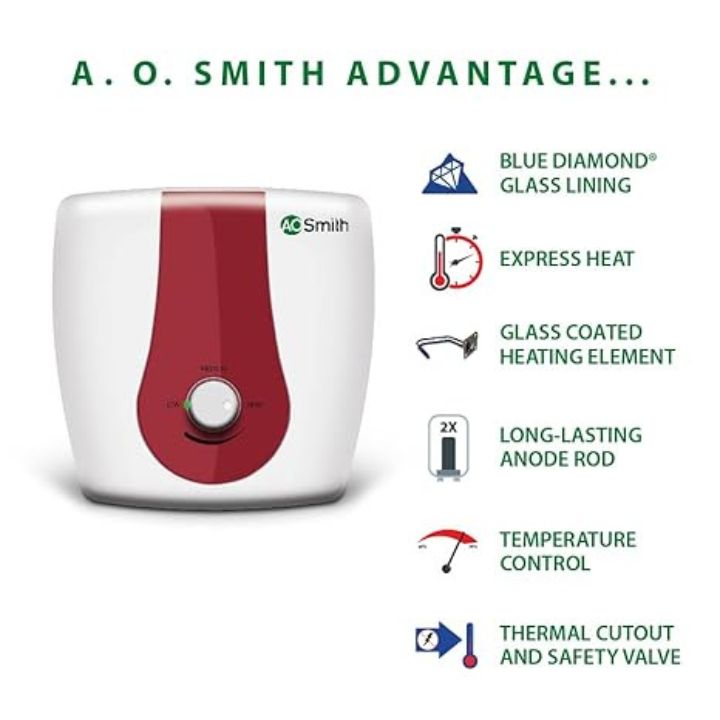 A. O. SMITH ADVANTAGE...
AO Smith
BLUE DIAMOND®
GLASS LINING
EXPRESS HEAT
GLASS COATED
HEATING ELEMENT
2X
LONG-LASTING
ANODE ROD
TEMPERATURE
CONTROL
THERMAL CUTOUT
AND SAFETY VALVE